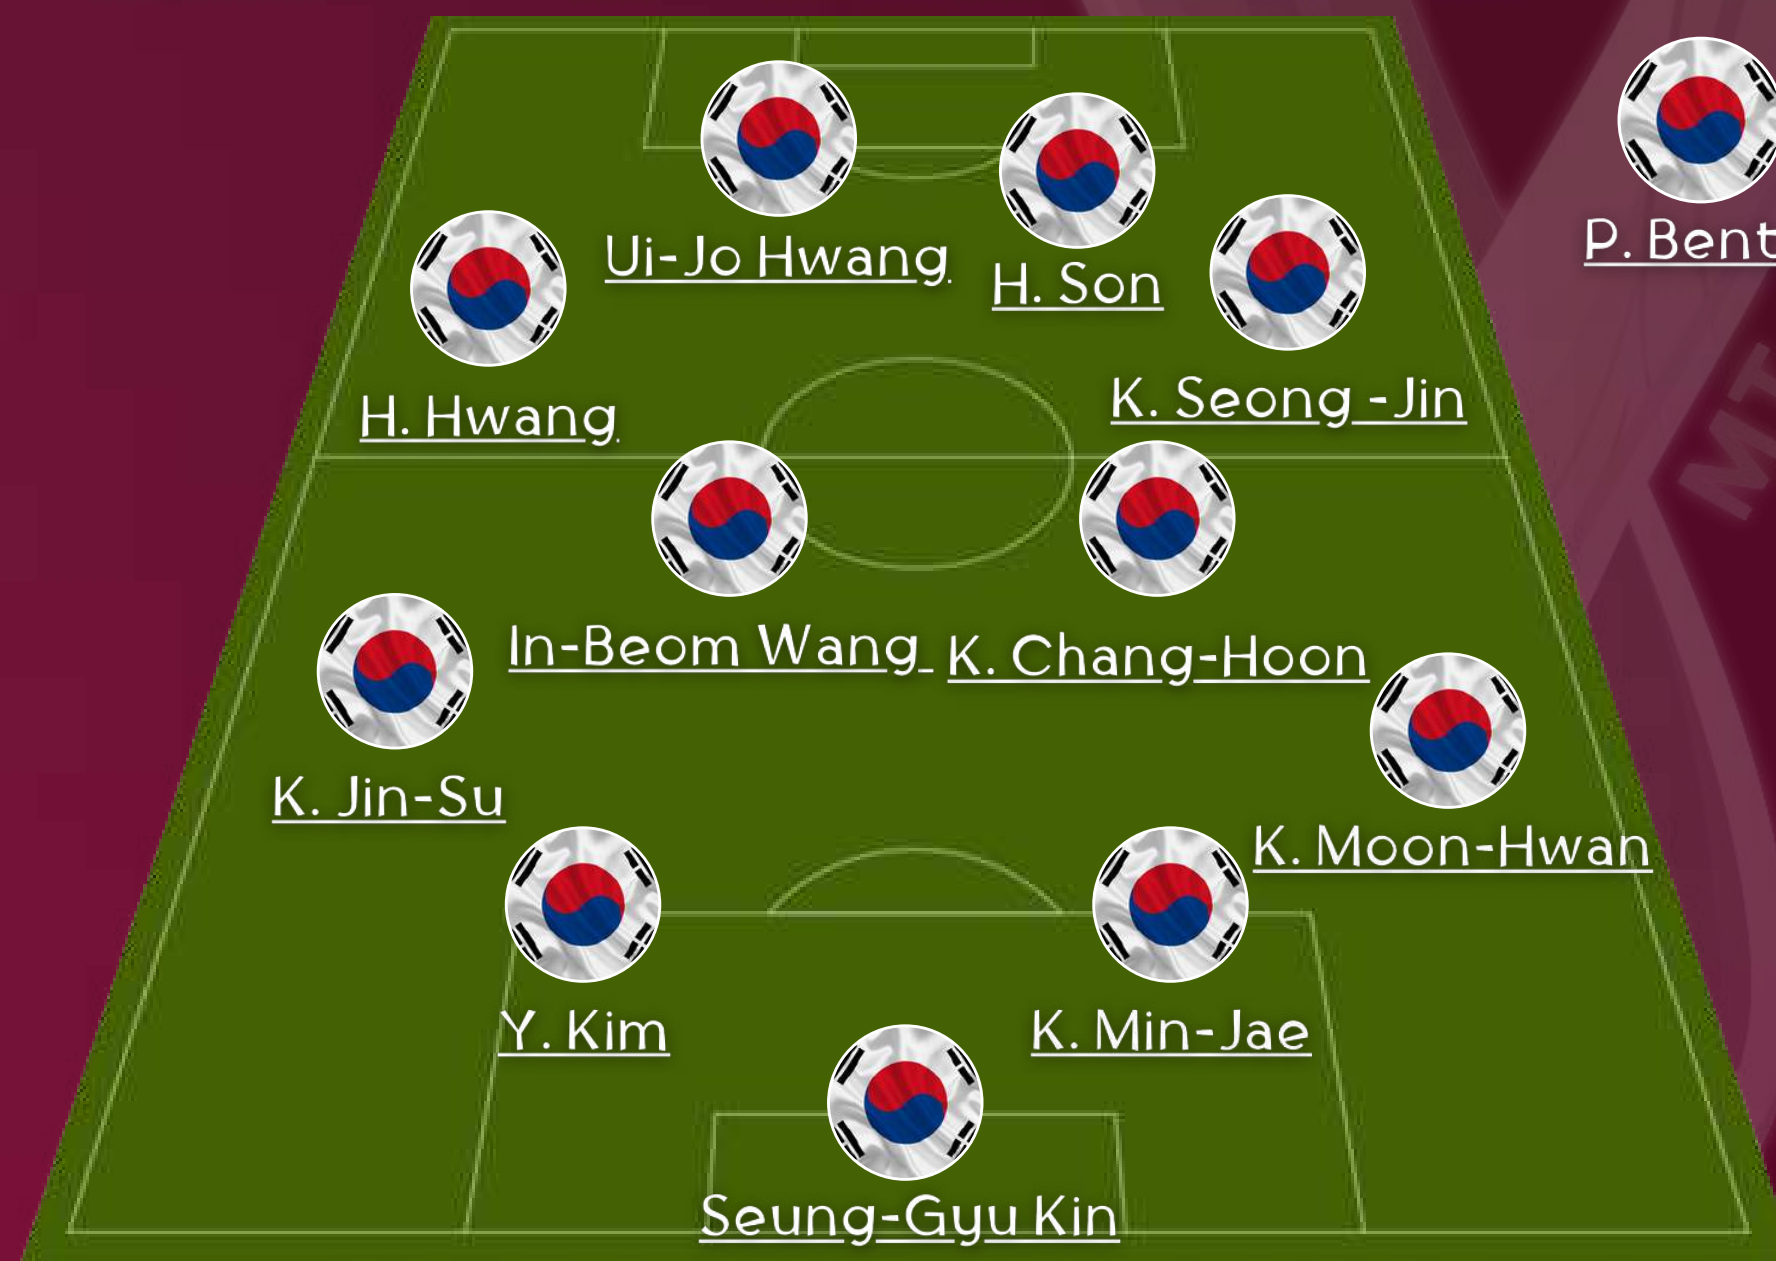 Ui-Jo Hwang
H. Son
P. Bent
H. Hwang
K. Seong -Jin
In-Beom Wang
K. Chang-Hoon
K. Jin-Su
K. Moon-Hwan
Y. Kim
K. Min-Jae
Seung-Gyu Kin